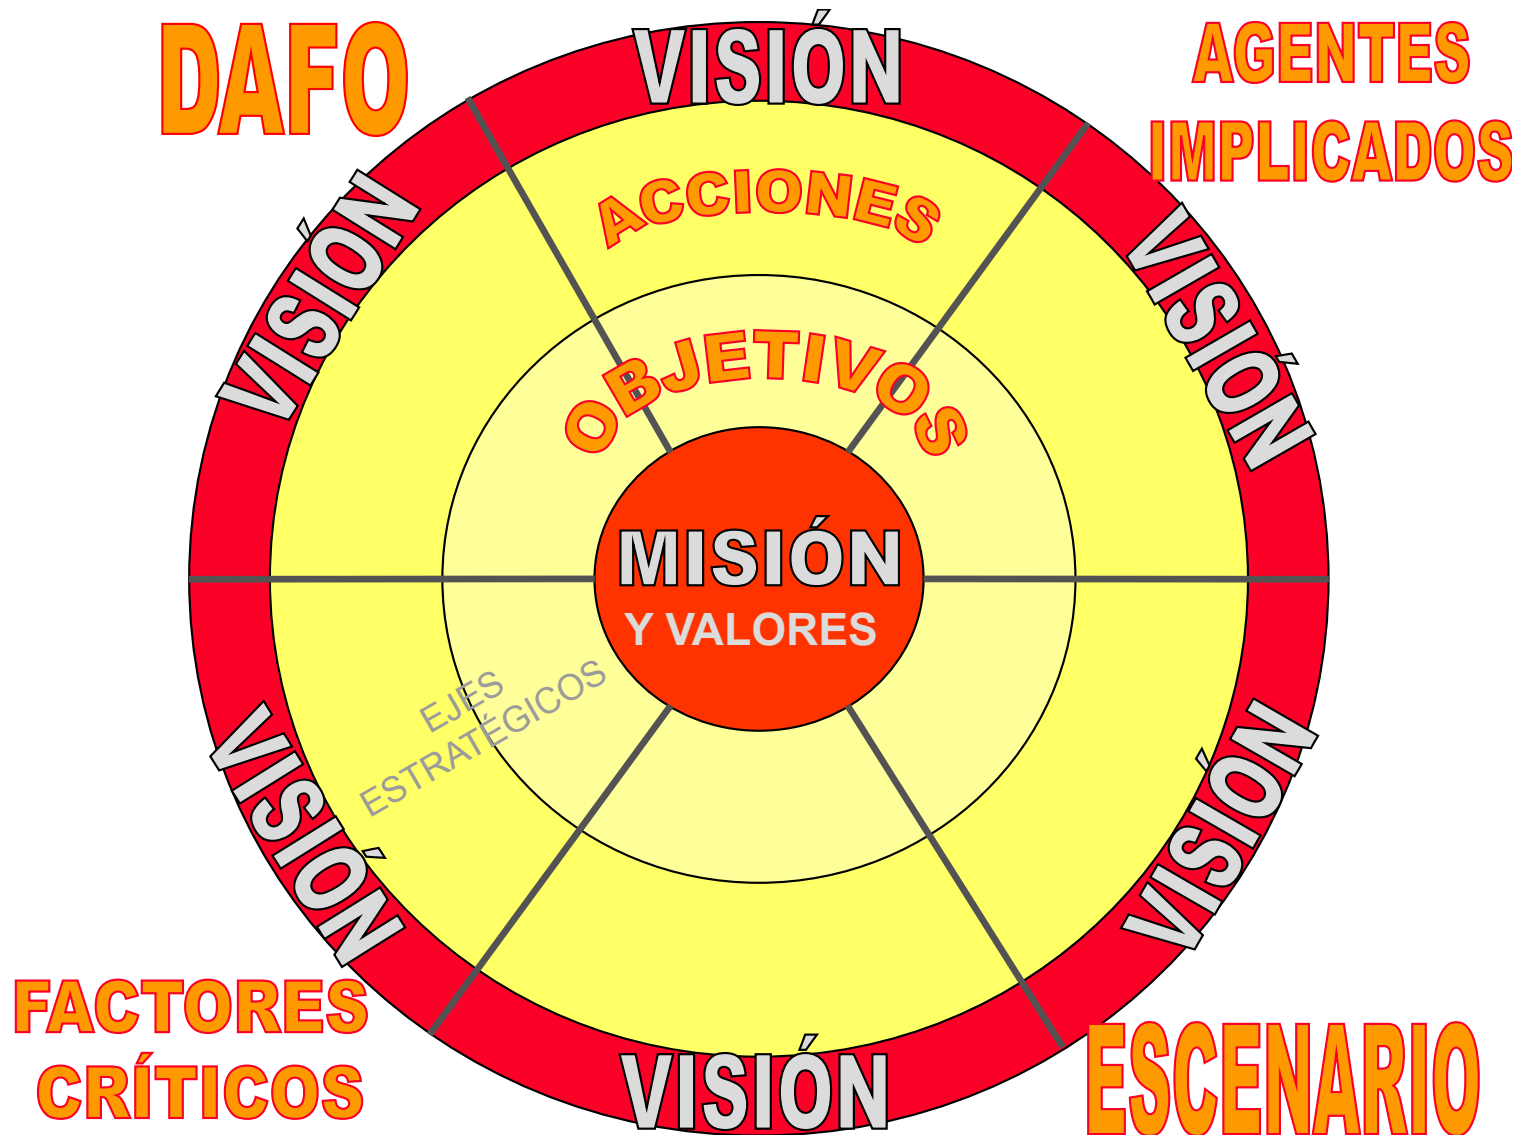 DAFO
VISIÓN
AGENTES
IMPLICADOS
ACCIONES
VISIÓN
VISIÓN
OBJETIVOS
MISIÓN
Y VALORES
EJES
ESTRATÉGICOS
VISIÓN
VISIÓN
FACTORES
CRÍTICOS
VISIÓN
ESCENARIO